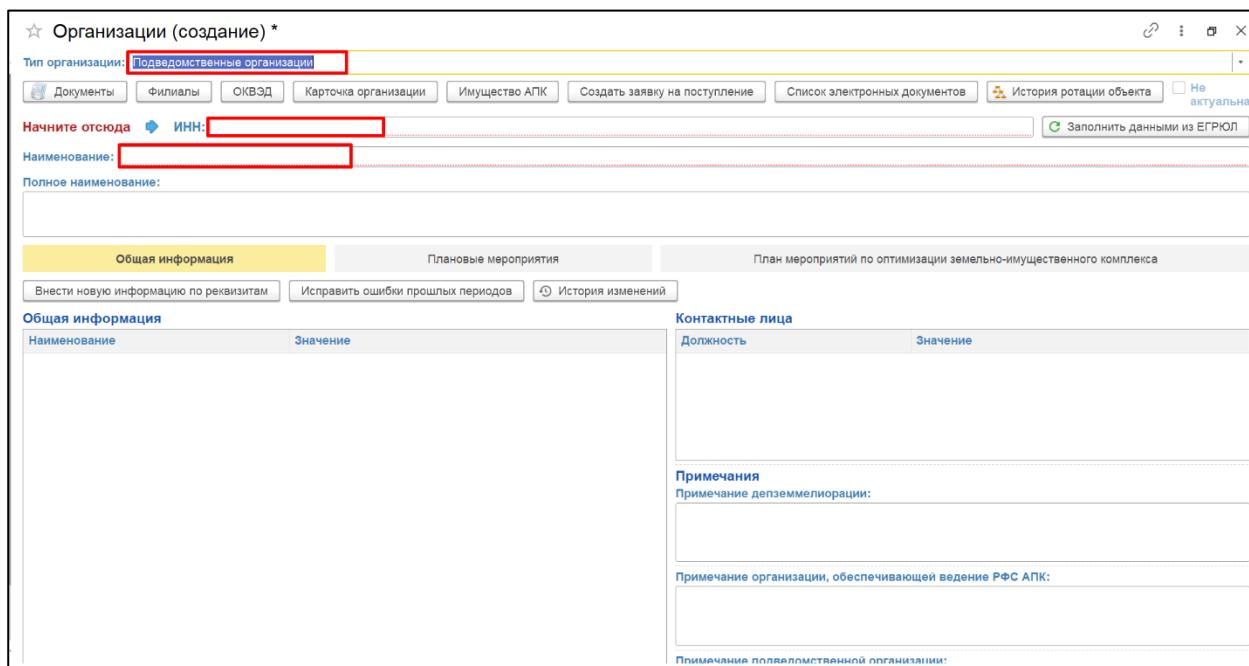 Организации (создание) *
Тип организации: Подведомственные организации
Документы Филиалы ОКВЭД Карточка организации Имущество АПК Создать заявку на поступление Список электронных документов История ротации объекта Не актуальна
Начните отсюда ИНН: Заполнить данными из ЕГРЮЛ
Наименование:
Полное наименование:
Общая информация Плановые мероприятия План мероприятий по оптимизации земельно-имущественного комплекса
Внести новую информацию по реквизитам Исправить ошибки прошлых периодов История изменений
Общая информация Контактные лица
Наименование Значение Должность Значение
Примечания
Примечание депземмелиорации:
Примечание организации, обеспечивающей ведение РФС АПК:
Примечание подведомственной организации: